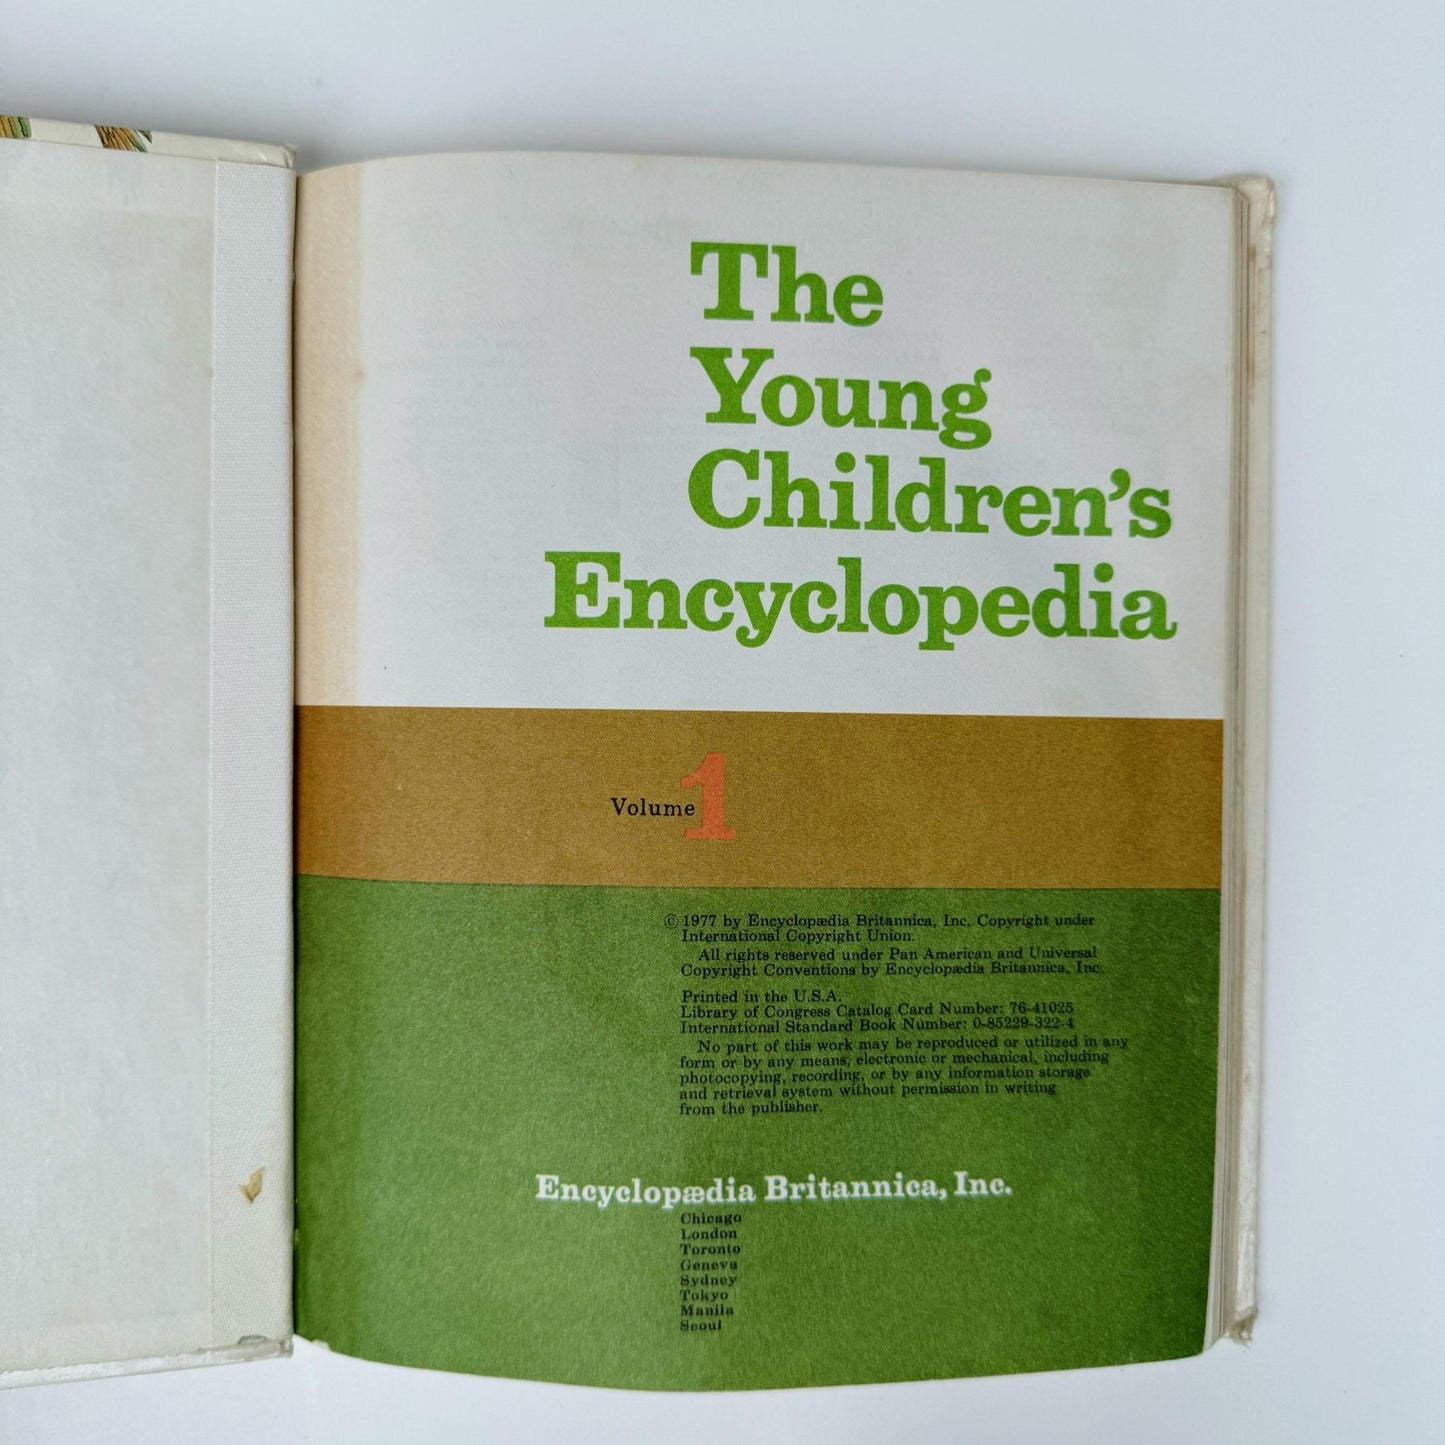 The
Young
Children's
Encyclopedia
Volume 1
© 1977 by Encyclopædia Britannica, Inc. Copyright under
International Copyright Union.
All rights reserved under Pan American and Universal
Copyright Conventions by Encyclopædia Britannica, Inc.
Printed in the U.S.A.
Library of Congress Catalog Card Number: 76-41025
International Standard Book Number: 0-85229-322-4
No part of this work may be reproduced or utilized in any
form or by any means, electronic or mechanical, including
photocopying, recording, or by any information storage
and retrieval system without permission in writing
from the publisher.
Encyclopædia Britannica, Inc.
Chicago
London
Toronto
Geneva
Sydney
Tokyo
Manila
Seoul